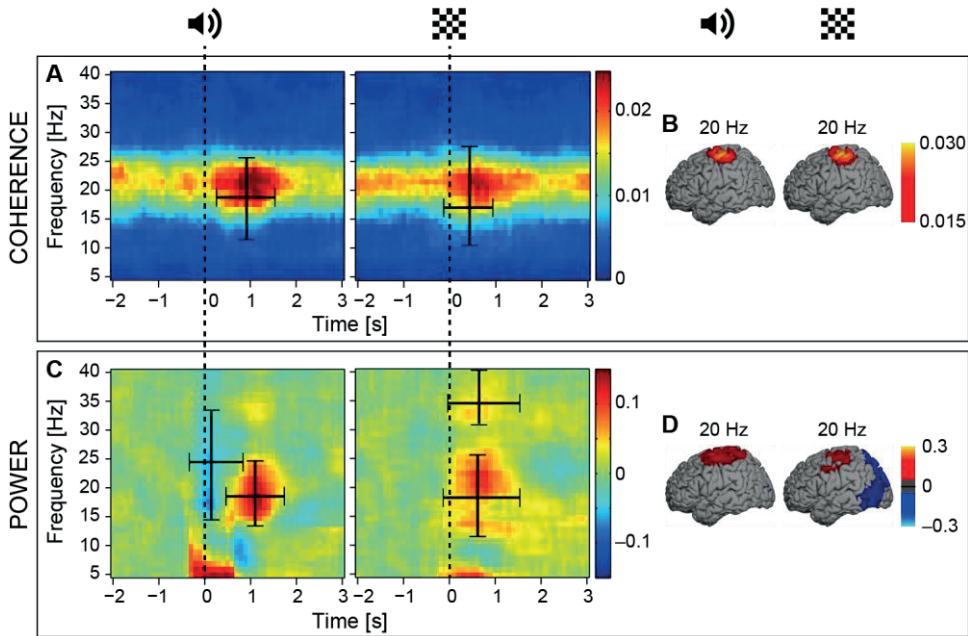 COHERENCE
A
Frequency [Hz]
40
35
30
25
20
15
10
5
−2 −1 0 1 2 3
−2 −1 0 1 2 3
Time [s]
0.02
0.01
0
B
20 Hz 20 Hz
0.030
0.015
POWER
C
Frequency [Hz]
40
35
30
25
20
15
10
5
−2 −1 0 1 2 3
−2 −1 0 1 2 3
Time [s]
0.1
0
−0.1
D
20 Hz 20 Hz
0.3
0
−0.3